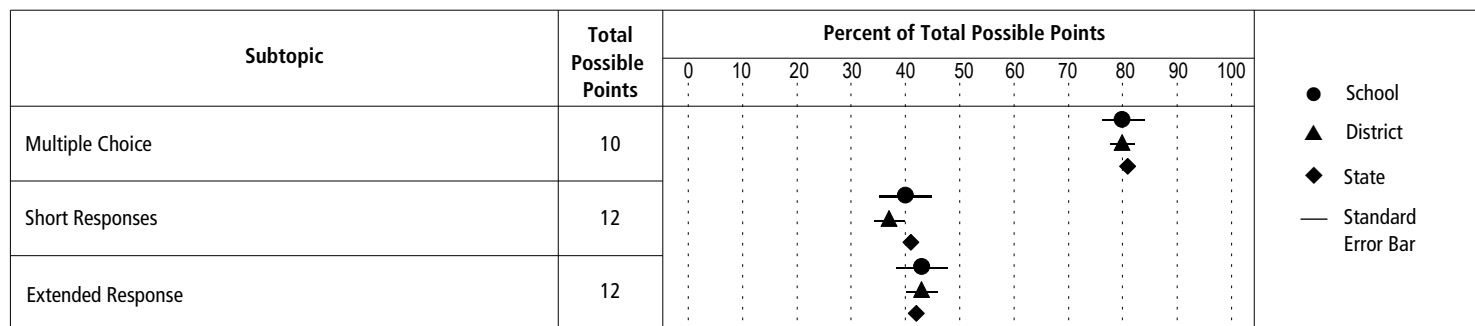 Subtopic
Total
Possible
Points
Percent of Total Possible Points
0 10 20 30 40 50 60 70 80 90 100
Multiple Choice
10
Short Responses
12
Extended Response
12
School
District
State
Standard
Error Bar